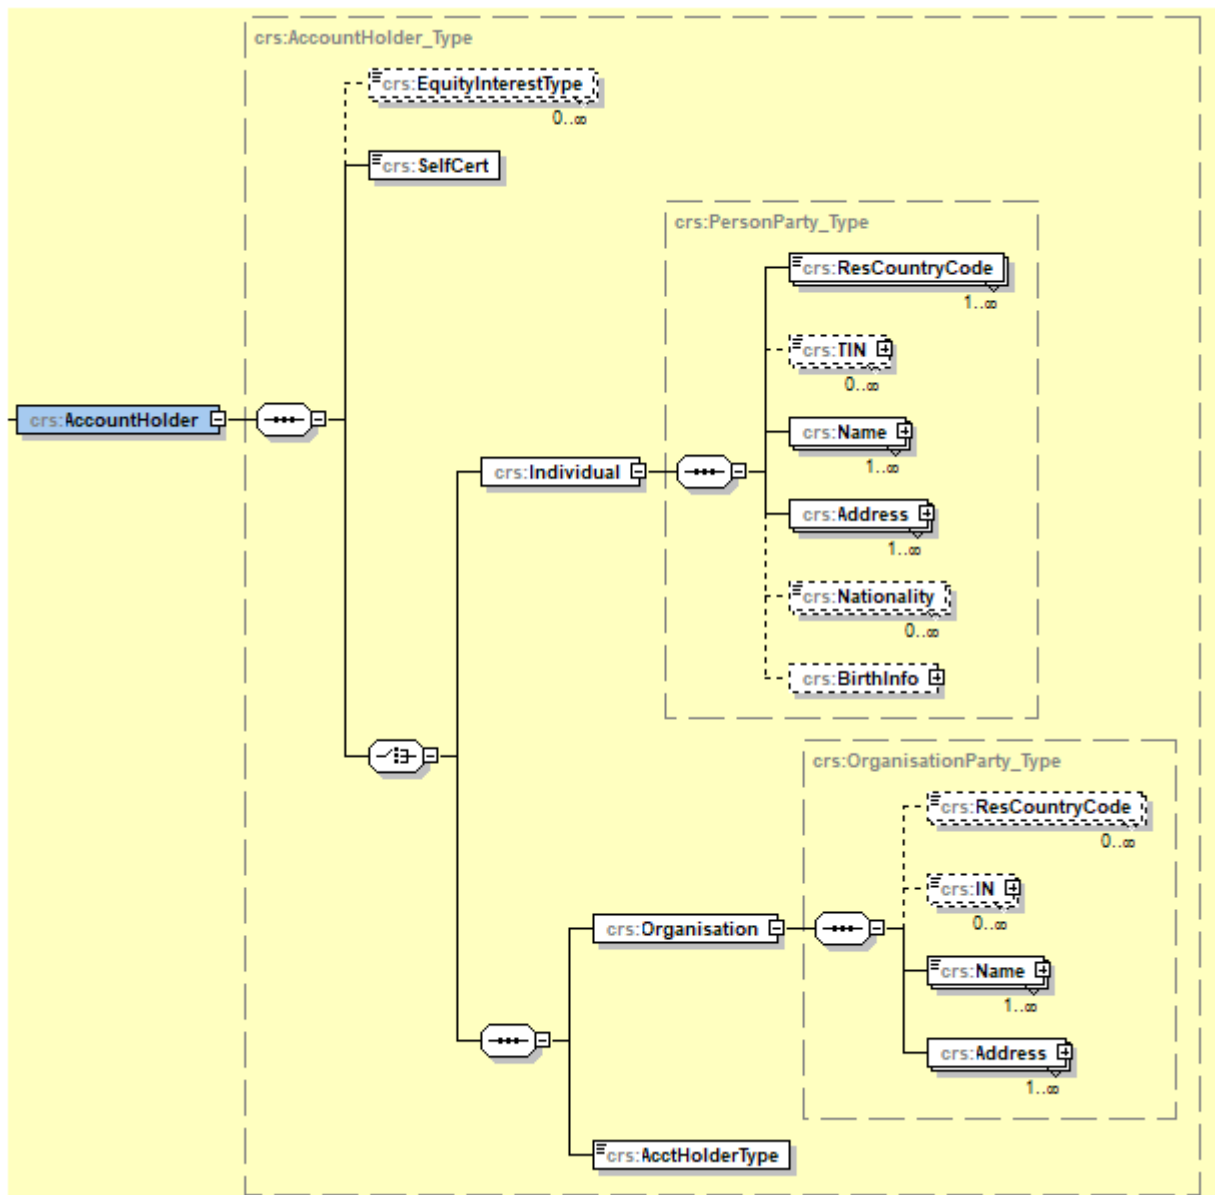 crs:AccountHolder_Type
crs:EquityInterestType
0..∞
crs:SelfCert
crs:PersonParty_Type
crs:ResCountryCode
1..∞
crs:TIN
0..∞
crs:AccountHolder
crs:Name
1..∞
crs:Individual
crs:Address
1..∞
crs:Nationality
0..∞
crs:BirthInfo
crs:OrganisationParty_Type
crs:ResCountryCode
0..∞
crs:IN
0..∞
crs:Organisation
crs:Name
1..∞
crs:Address
1..∞
crs:AcctHolderType